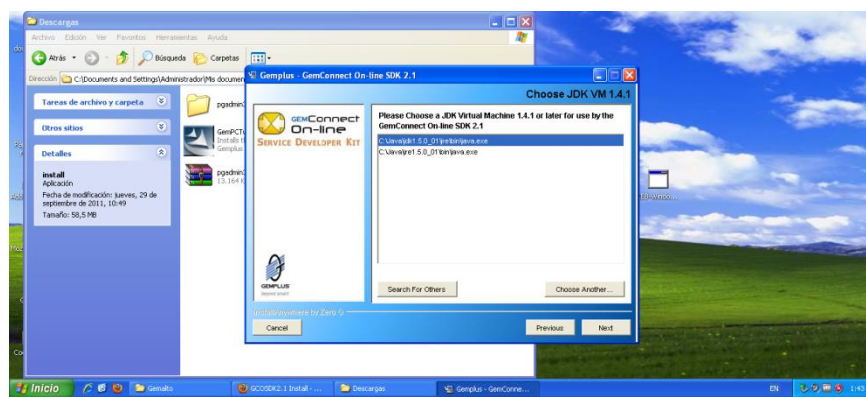 Descargas
Archivo Edición Ver Favoritos Herramientas Ayuda
Atrás Búsqueda Carpetas
Dirección C:\Documents and Settings\Administrador\Mis documen
Tareas de archivo y carpeta
Otros sitios
Detalles
install
Aplicación
Fecha de modificación: jueves, 29 de
septiembre de 2011, 10:49
Tamaño: 58,5 MB
pgadmin3
GemPCTw
Installs t
Gemplus
pgadmin3
13.164 K
Gemplus - GemConnect On-line SDK 2.1
Choose JDK VM 1.4.1
GEMCONNECT
On-line
SERVICE DEVELOPER KIT
GEMPLUS
Please Choose a JDK Virtual Machine 1.4.1 or later for use by the
GemConnect On-line SDK 2.1
C:\Java\jdk1.5.0_01\jre\bin\java.exe
C:\Java\jre1.5.0_01\bin\java.exe
Search For Others
Choose Another...
InstallAnywhere by Zero G
Cancel
Previous
Next
Inicio
Gemalto
GCOSDK2.1 Install - ...
Descargas
Gemplus - GemConne...
EN
1:43